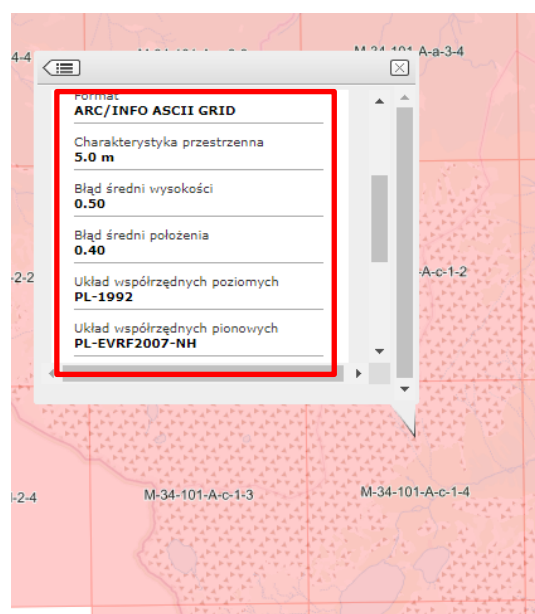 4-4
A-a-3-4
Format
ARC/INFO ASCII GRID
Charakterystyka przestrzenna
5.0 m
Błąd średni wysokości
0.50
Błąd średni położenia
0.40
-2-2
A-c-1-2
Układ współrzędnych poziomych
PL-1992
Układ współrzędnych pionowych
PL-EVRF2007-NH
-2-4
M-34-101-A-c-1-3
M-34-101-A-c-1-4